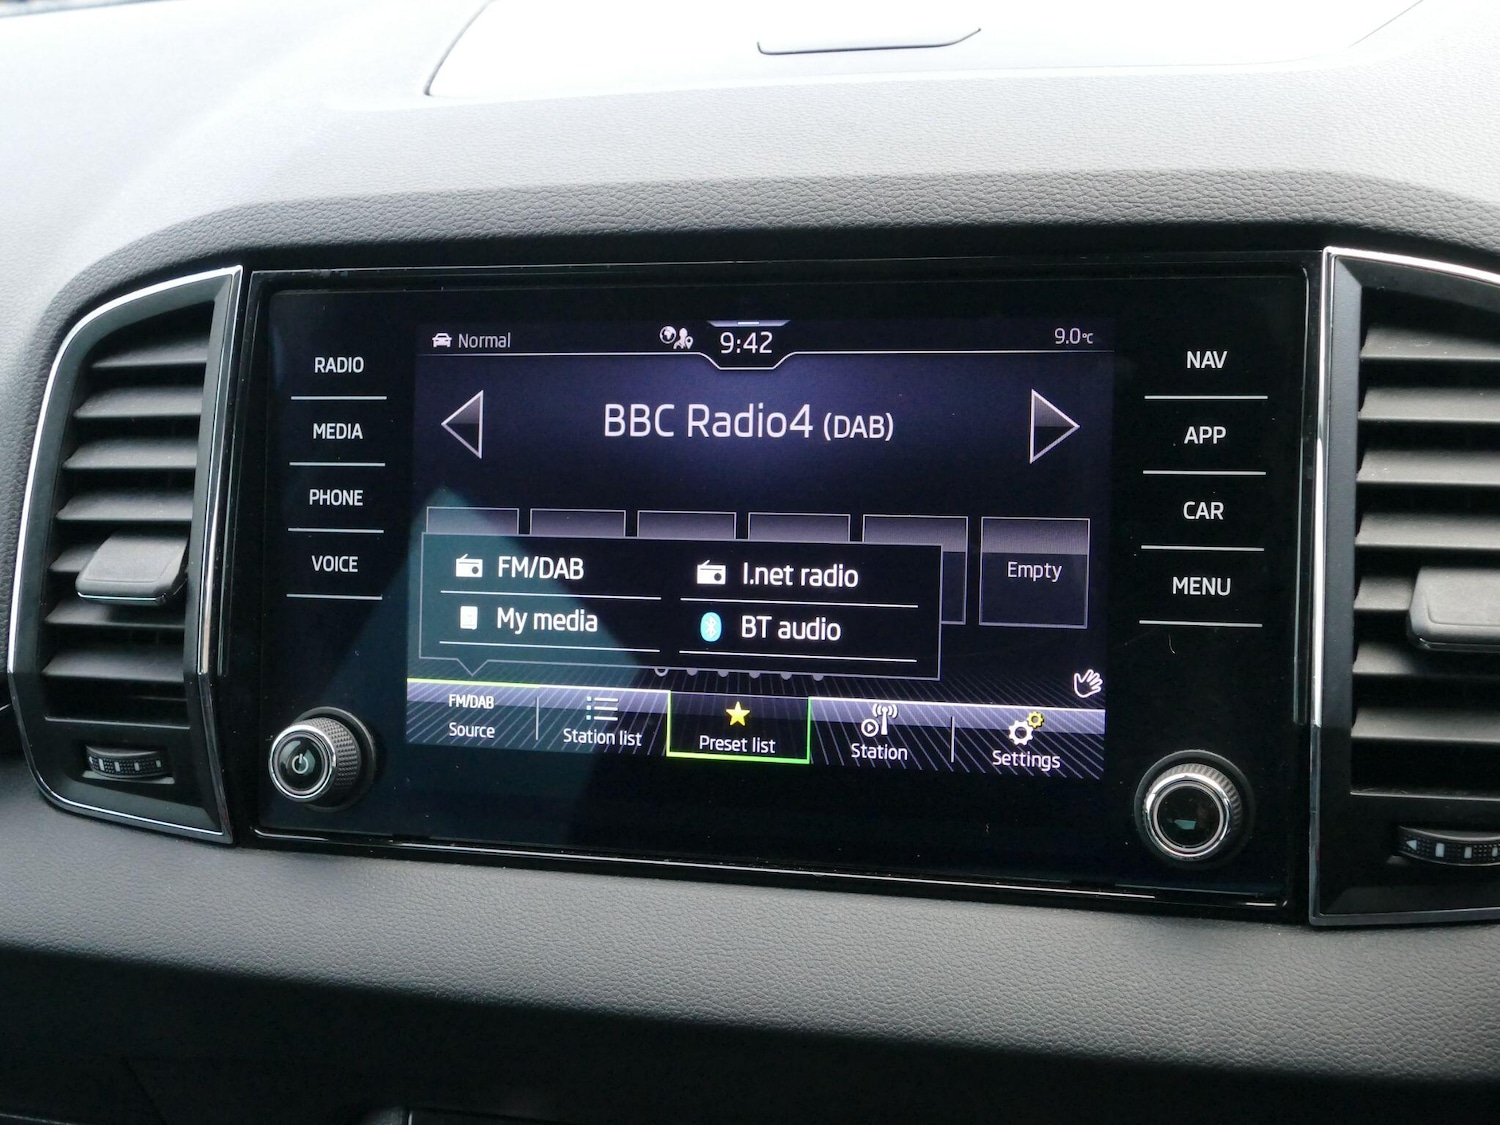 Normal
9:42
9.0°C
RADIO
MEDIA
PHONE
VOICE
BBC Radio4 (DAB)
NAV
APP
CAR
MENU
FM/DAB
I.net radio
My media
BT audio
Empty
FM/DAB
Source
Station list
Preset list
Station
Settings